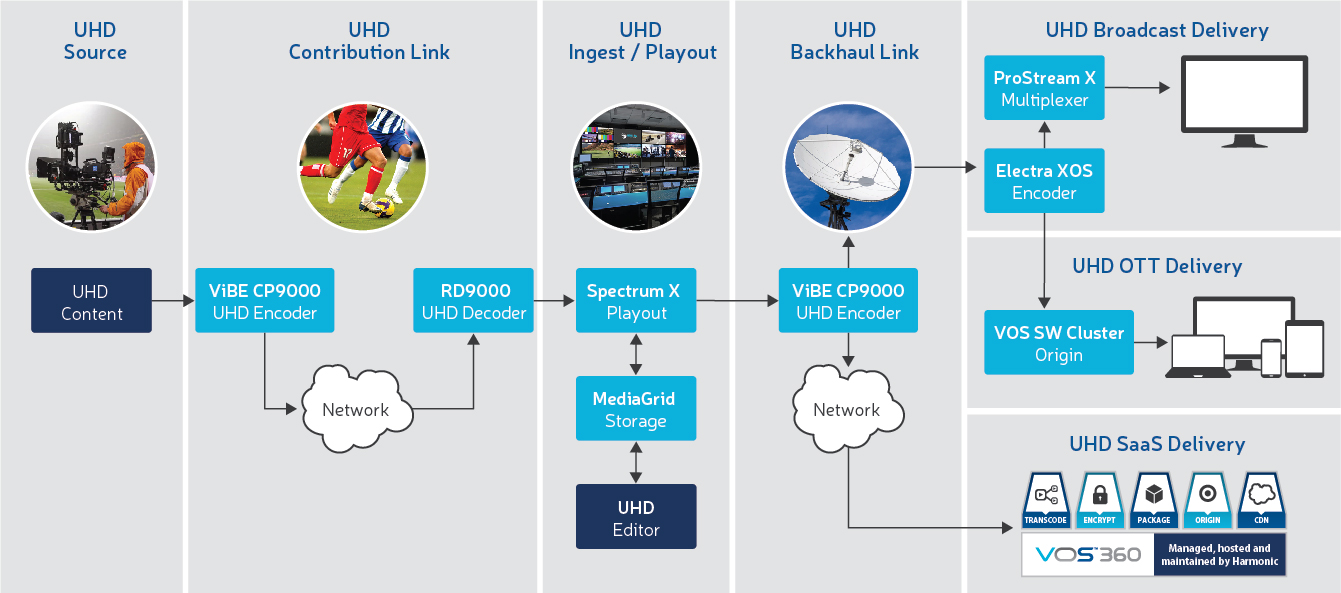 UHD
Source
UHD
Content
UHD
Contribution Link
ViBE CP9000
UHD Encoder
Network
RD9000
UHD Decoder
UHD
Ingest / Playout
Spectrum X
Playout
MediaGrid
Storage
UHD
Editor
UHD
Backhaul Link
ViBE CP9000
UHD Encoder
Network
UHD Broadcast Delivery
ProStream X
Multiplexer
Electra XOS
Encoder
UHD OTT Delivery
VOS SW Cluster
Origin
UHD SaaS Delivery
TRANSCODE
ENCRYPT
PACKAGE
ORIGIN
CDN
VOS™360
Managed, hosted and
maintained by Harmonic